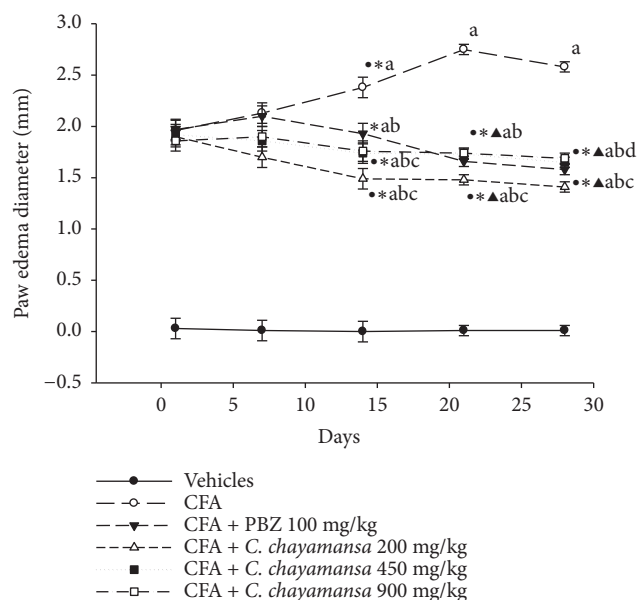 3.0
2.5
2.0
1.5
1.0
0.5
0.0
−0.5
Paw edema diameter (mm)
•∗a
a
a
∗ab
•∗abc
•∗abc
•∗▲ab
•∗▲abc
•∗▲abd
•∗▲abc
0 5 10 15 20 25 30
Days
Vehicles
CFA
CFA + PBZ 100 mg/kg
CFA + C. chayamansa 200 mg/kg
CFA + C. chayamansa 450 mg/kg
CFA + C. chayamansa 900 mg/kg